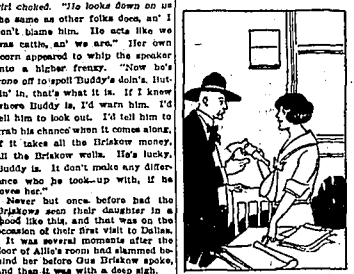 girl choked. "He looks down on us
the same as other folks does, an' I
don't blame him. He acts like we
was cattle, an' we are." Her own
scorn appeared to whip the speaker
into a higher frenzy. "Now he's
gone off to spoil Buddy's doin's. But-
tin' in, that's what it is. If I knew
where Buddy is, I'd warn him. I'd
tell him to look out. I'd tell him to
grab his chance when it comes along,
if it takes all the Briskow money,
all the Briskow wells. He's lucky,
Buddy is. It don't make any differ-
ence who he took-up with, if he
loves her."
Never but once before had the
Briskows seen their daughter in a
mood like this, and that was on the
occasion of their first visit to Dallas.
It was several moments after the
door of Allie's room had slammed be-
hind her before Gus Briskow spoke,
and then it was with a deep sigh.